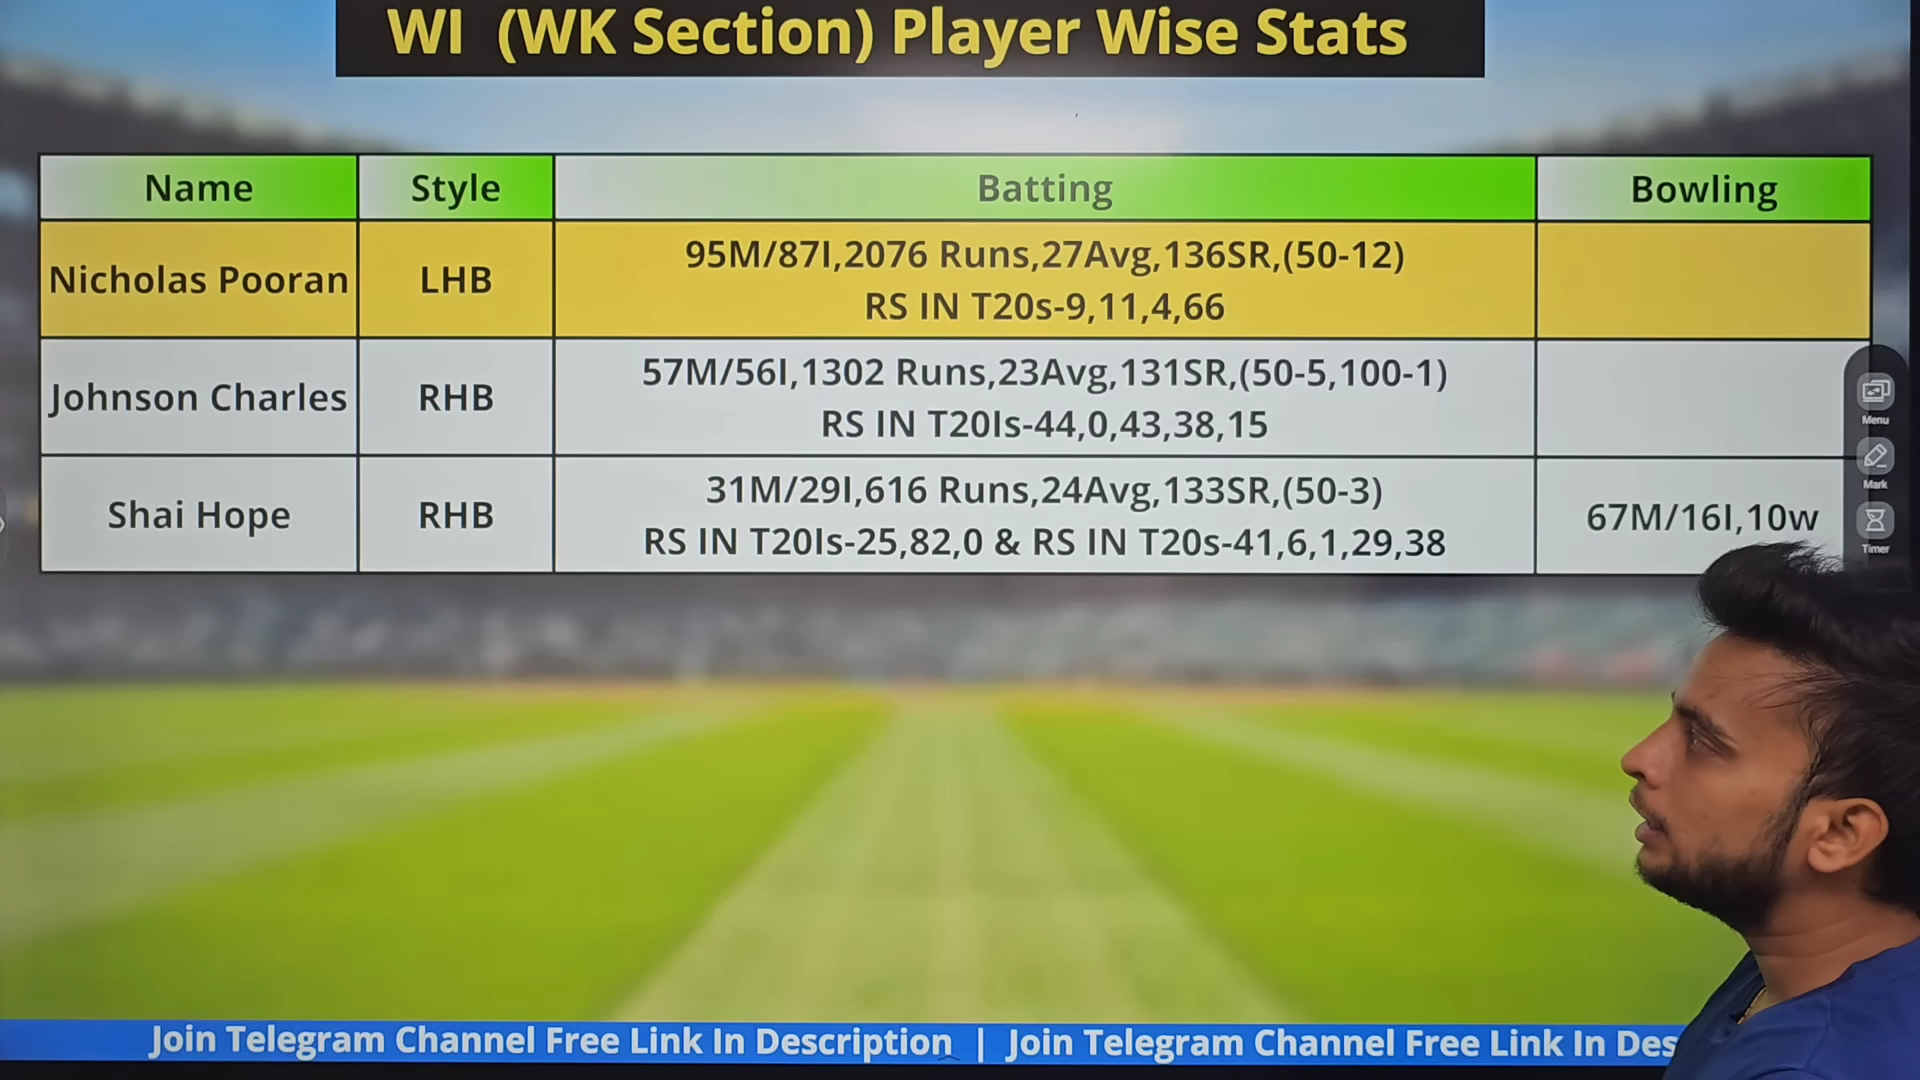 WI (WK Section) Player Wise Stats
Name Style Batting Bowling
Nicholas Pooran LHB 95M/87I,2076 Runs,27Avg,136SR,(50-12)
RS IN T20s-9,11,4,66
Johnson Charles RHB 57M/56I,1302 Runs,23Avg,131SR,(50-5,100-1)
RS IN T20Is-44,0,43,38,15
Shai Hope RHB 31M/29I,616 Runs,24Avg,133SR,(50-3) 67M/16I,10w
RS IN T20Is-25,82,0 & RS IN T20s-41,6,1,29,38
Menu
Mark
Timer
Join Telegram Channel Free Link In Description | Join Telegram Channel Free Link In Des